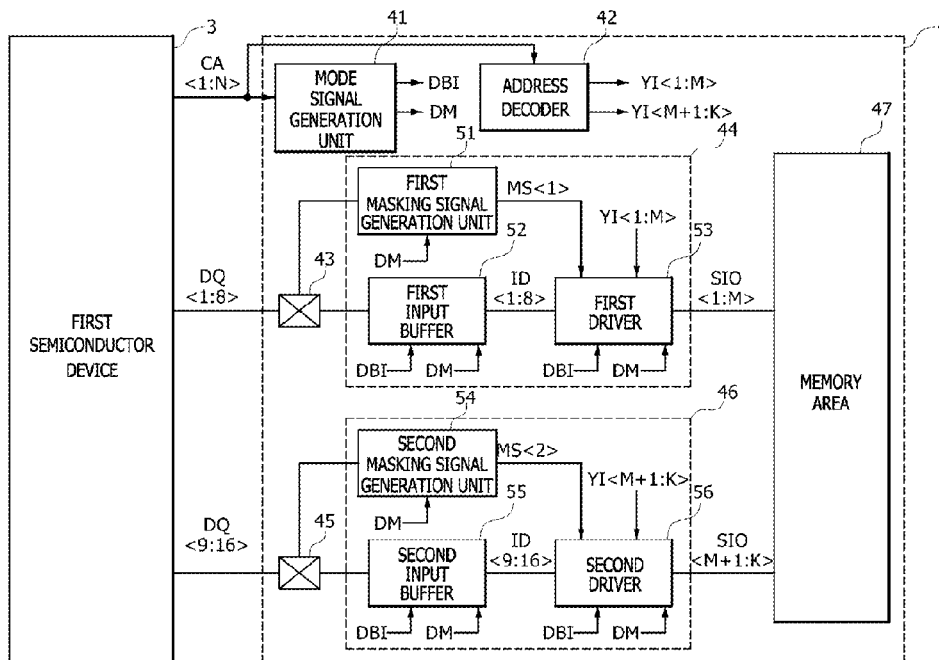 3
CA
<1:N>
41
MODE
SIGNAL
GENERATION
UNIT
DBI
DM
42
ADDRESS
DECODER
YI<1:M>
YI<M+1:K>
44
47
51
FIRST
MASKING SIGNAL
GENERATION UNIT
MS<1>
DM
YI<1:M>
DQ
<1:8>
43
52
FIRST
INPUT
BUFFER
DBI
DM
ID
<1:8>
53
FIRST
DRIVER
DBI
DM
SIO
<1:M>
FIRST
SEMICONDUCTOR
DEVICE
MEMORY
AREA
46
54
SECOND
MASKING SIGNAL
GENERATION UNIT
MS<2>
DM
YI<M+1:K>
DQ
<9:16>
45
55
SECOND
INPUT
BUFFER
DBI
DM
ID
<9:16>
56
SECOND
DRIVER
DBI
DM
SIO
<M+1:K>